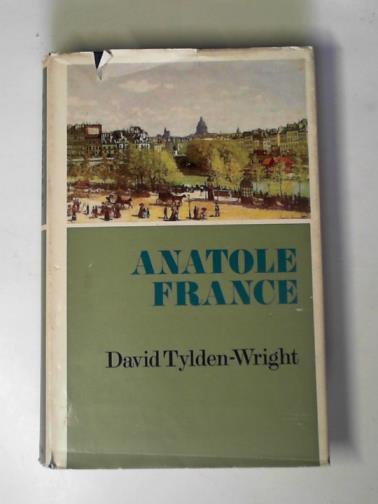 ANATOLE
FRANCE
David Tylden-Wright